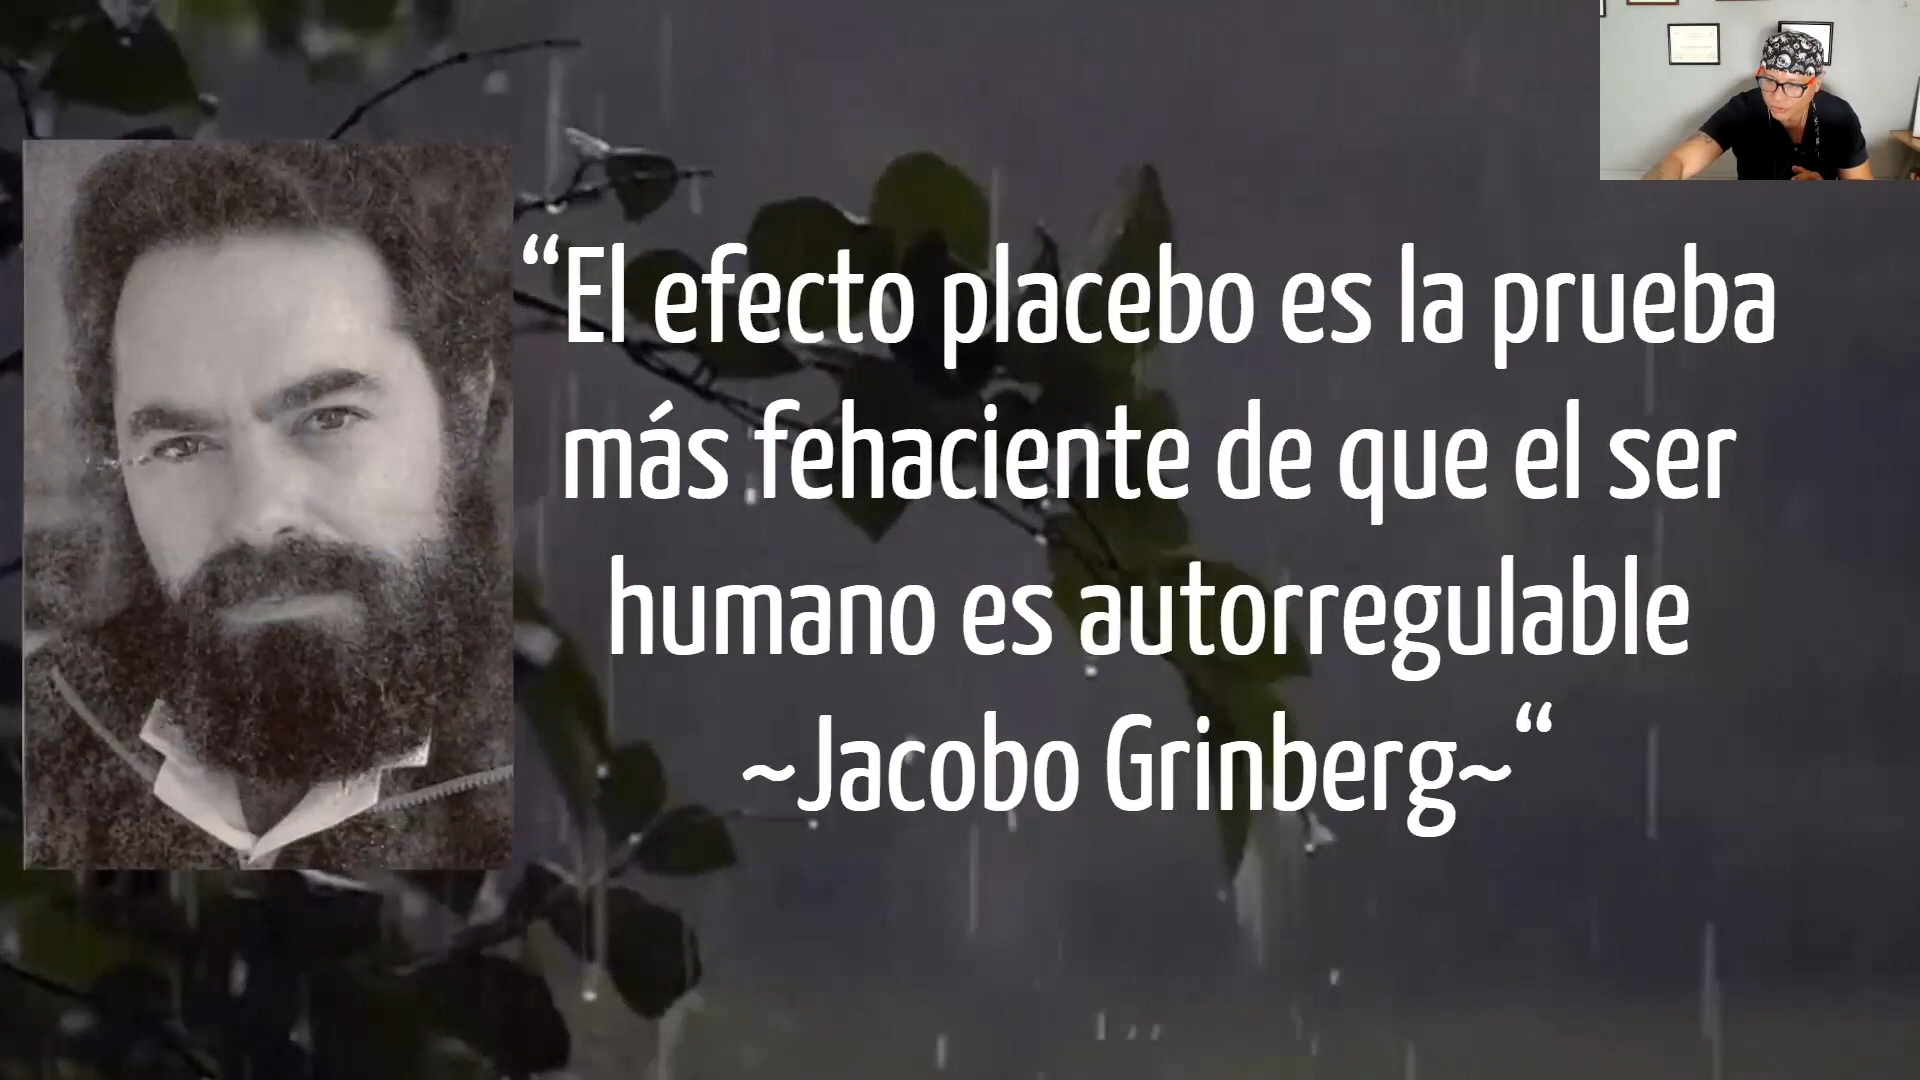 “El efecto placebo es la prueba
más fehaciente de que el ser
humano es autorregulable
~Jacobo Grinberg~“